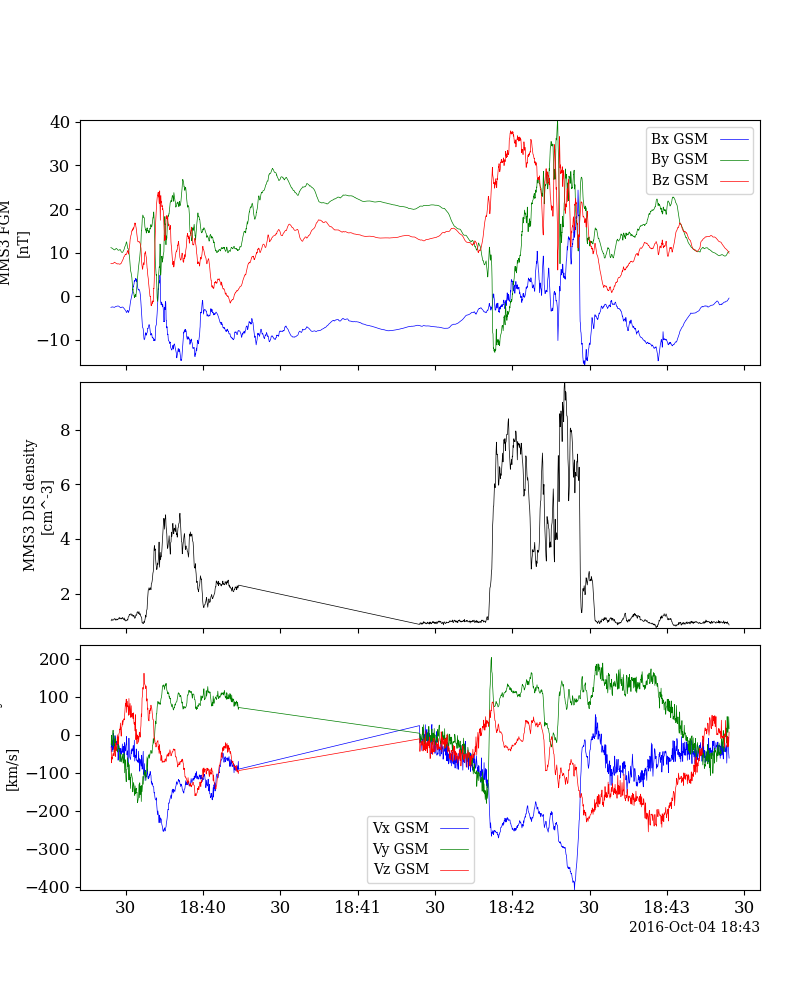 40
30
20
10
0
−10
MMS3 FGM
[nT]
Bx GSM
By GSM
Bz GSM
8
6
4
2
MMS3 DIS density
[cm^-3]
200
100
0
−100
−200
−300
−400
[km/s]
Vx GSM
Vy GSM
Vz GSM
30 18:40 30 18:41 30 18:42 30 18:43 30
2016-Oct-04 18:43